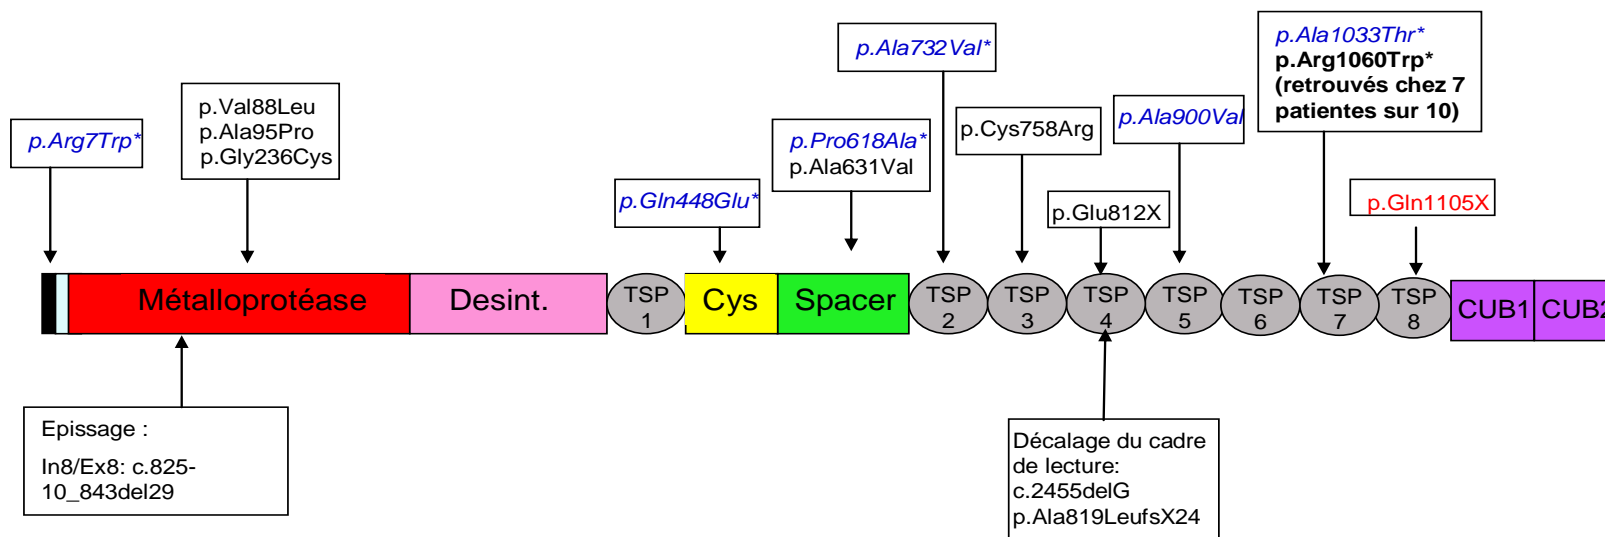 p.Arg7Trp*
p.Val88Leu
p.Ala95Pro
p.Gly236Cys
p.Gln448Glu*
p.Pro618Ala*
p.Ala631Val
p.Ala732Val*
p.Cys758Arg
p.Glu812X
p.Ala900Val
p.Ala1033Thr*
p.Arg1060Trp*
(retrouvés chez 7
patientes sur 10)
p.Gln1105X
Métalloprotéase
Desint.
TSP
1
Cys
Spacer
TSP
2
TSP
3
TSP
4
TSP
5
TSP
6
TSP
7
TSP
8
CUB1
CUB2
Epissage :
In8/Ex8: c.825-
10_843del29
Décalage du cadre
de lecture:
c.2455delG
p.Ala819LeufsX24